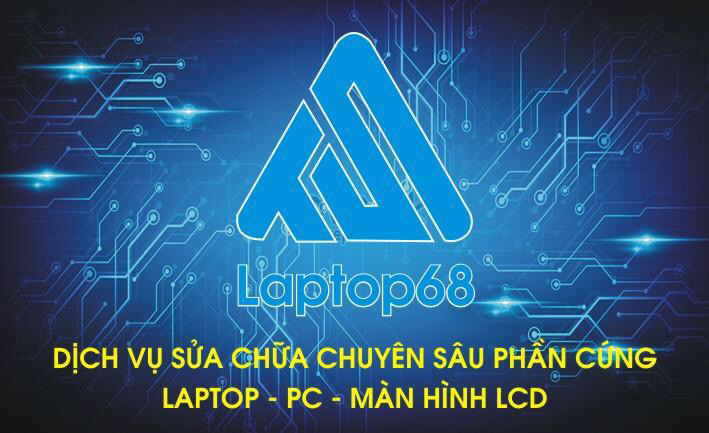 Laptop68
DỊCH VỤ SỬA CHỮA CHUYÊN SÂU PHẦN CỨNG
LAPTOP - PC - MÀN HÌNH LCD